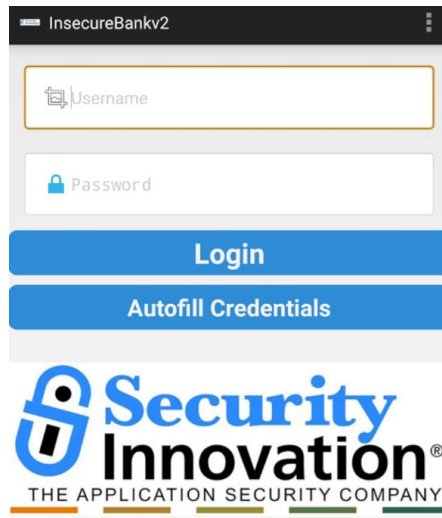 InsecureBankv2
Username
Password
Login
Autofill Credentials
Security
Innovation®
THE APPLICATION SECURITY COMPANY